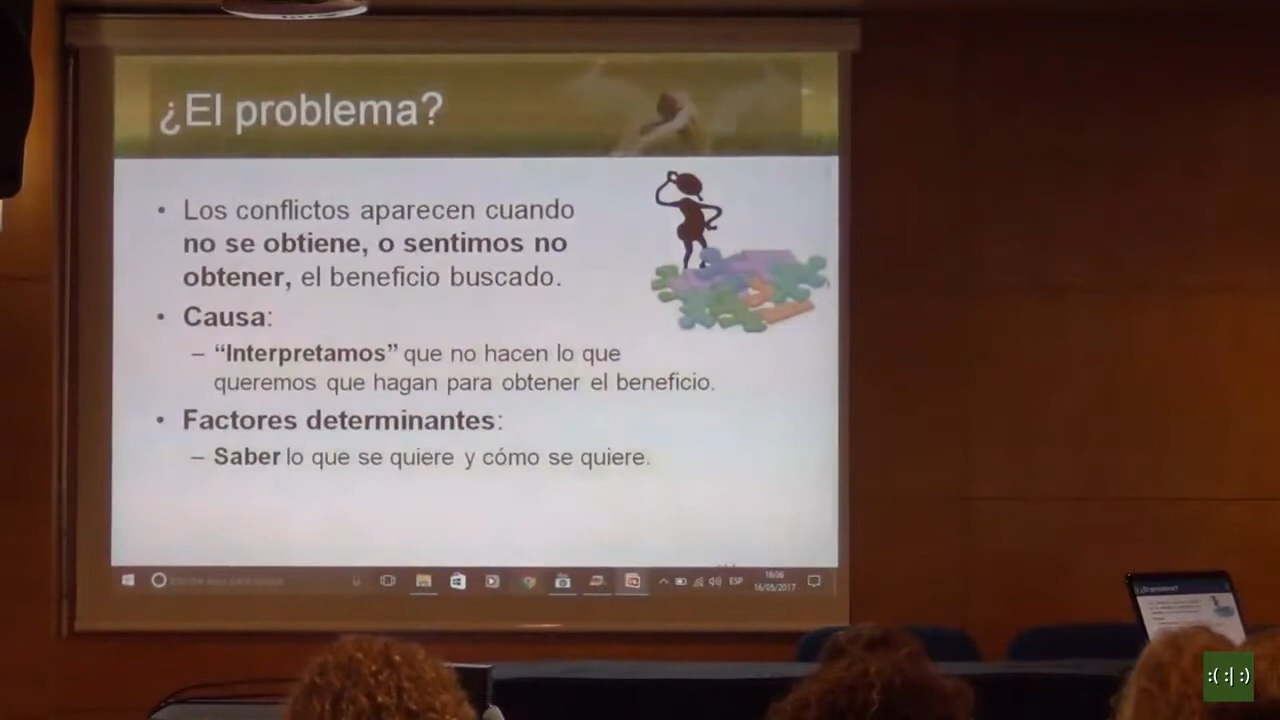 ¿El problema?
• Los conflictos aparecen cuando
no se obtiene, o sentimos no
obtener, el beneficio buscado.
• Causa:
– “Interpretamos” que no hacen lo que
queremos que hagan para obtener el beneficio.
• Factores determinantes:
– Saber lo que se quiere y cómo se quiere.
ESP
16:06
16/05/2017
:( :| :)